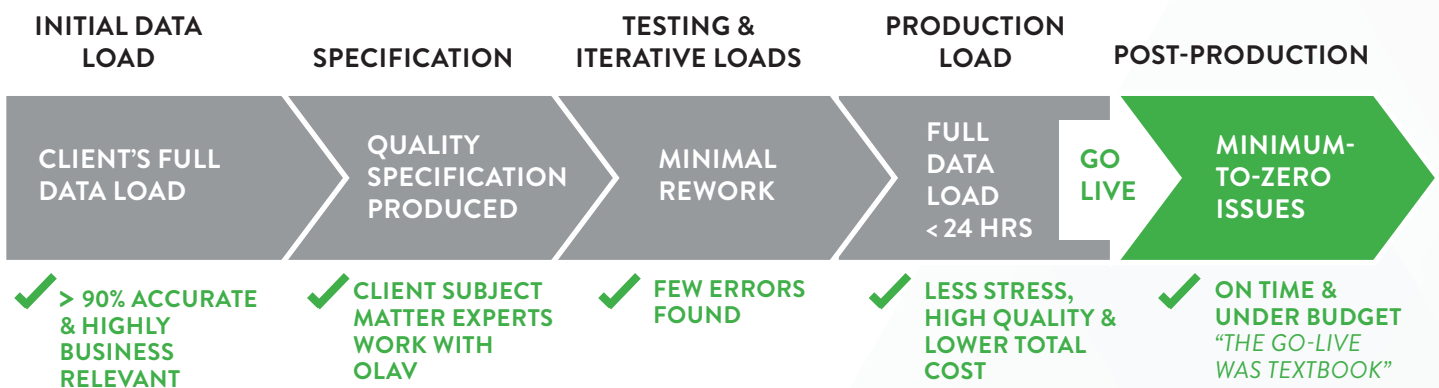 INITIAL DATA
LOAD
SPECIFICATION
TESTING &
ITERATIVE LOADS
PRODUCTION
LOAD
POST-PRODUCTION
CLIENT’S FULL
DATA LOAD
QUALITY
SPECIFICATION
PRODUCED
MINIMAL
REWORK
FULL
DATA
LOAD
< 24 HRS
GO
LIVE
MINIMUM-
TO-ZERO
ISSUES
> 90% ACCURATE
& HIGHLY
BUSINESS
RELEVANT
CLIENT SUBJECT
MATTER EXPERTS
WORK WITH
OLAV
FEW ERRORS
FOUND
LESS STRESS,
HIGH QUALITY &
LOWER TOTAL
COST
ON TIME &
UNDER BUDGET
“THE GO-LIVE
WAS TEXTBOOK”